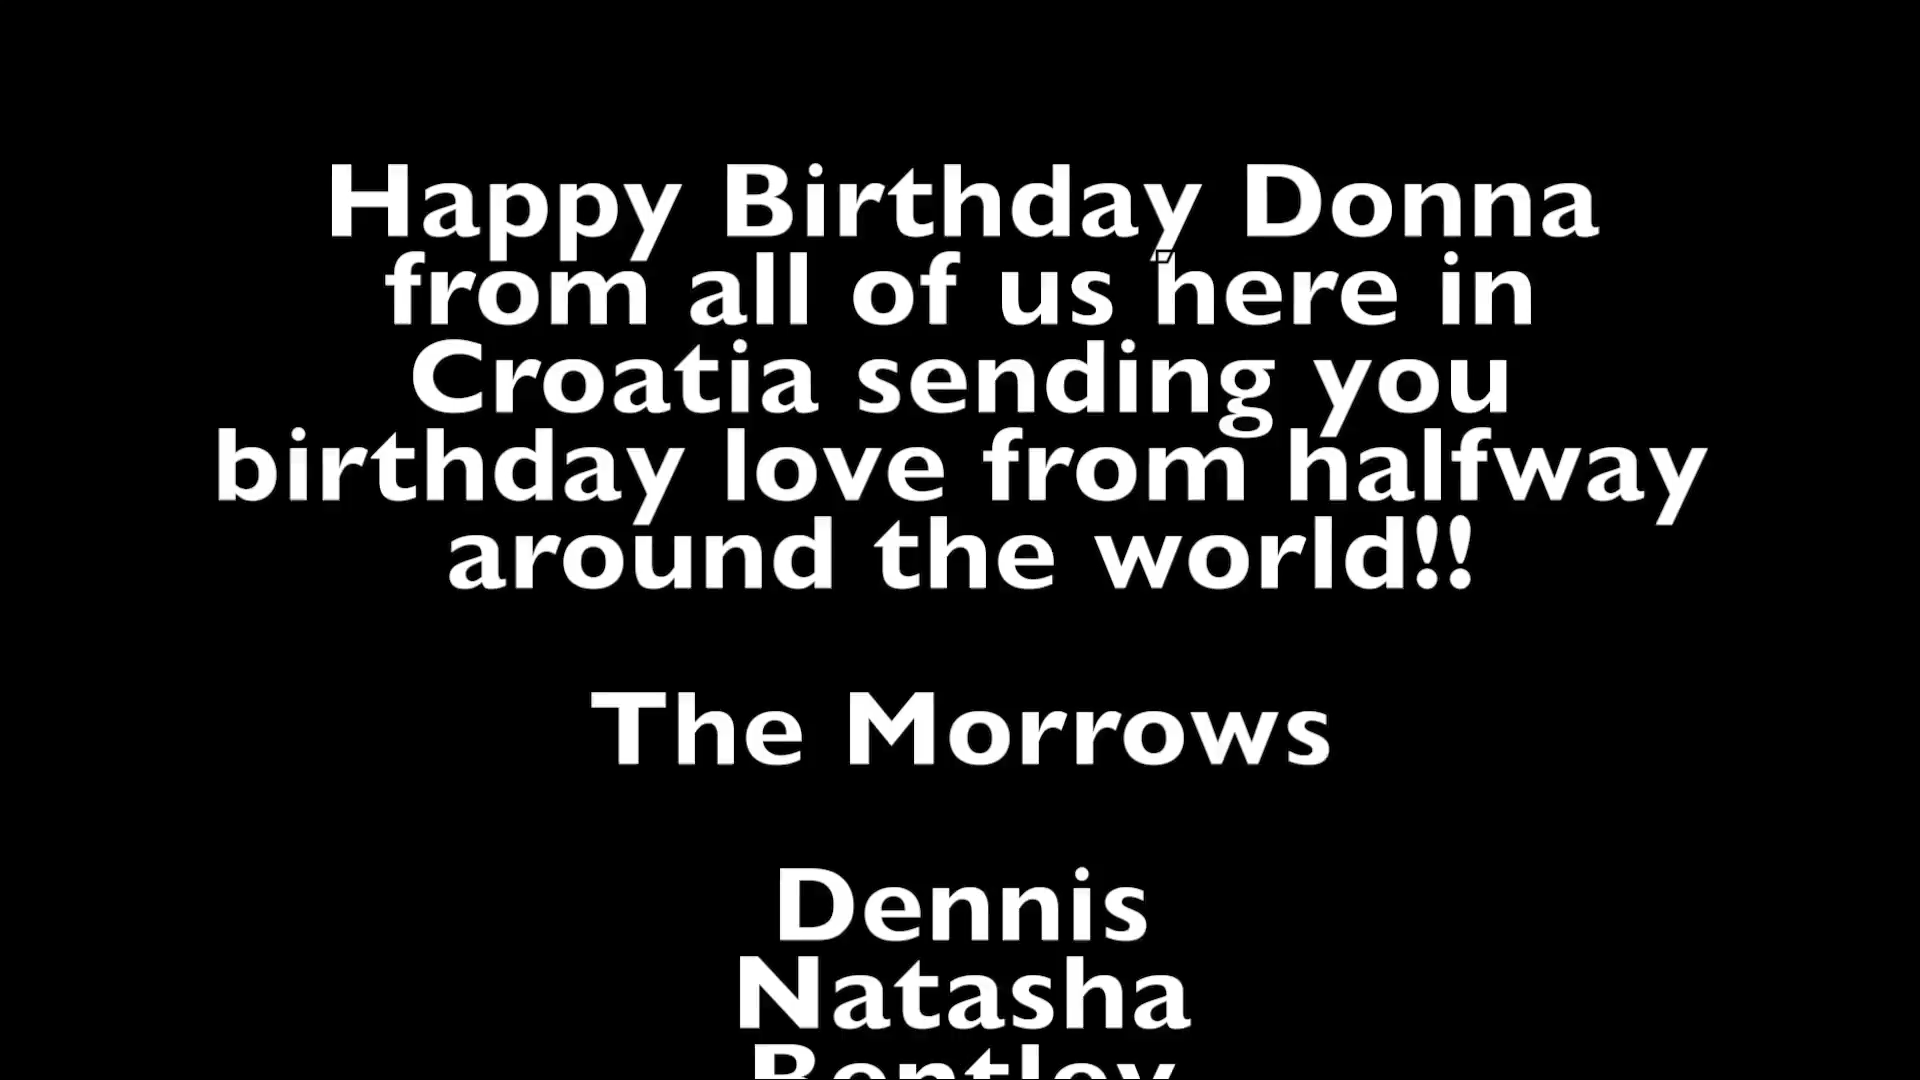 Happy Birthday Donna
from all of us here in
Croatia sending you
birthday love from halfway
around the world!!
The Morrows
Dennis
Natasha
Bentley